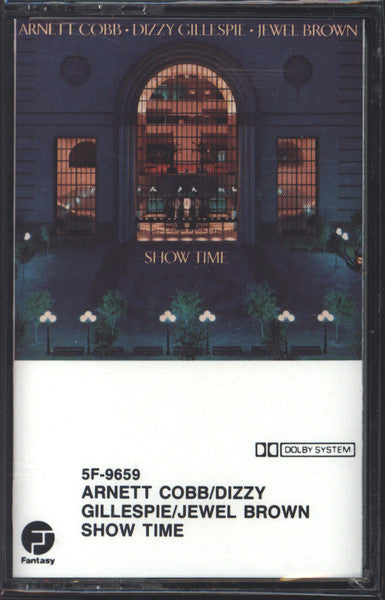 ARNETT COBB • DIZZY GILLESPIE • JEWEL BROWN
SHOW TIME
DOLBY SYSTEM
5F-9659
ARNETT COBB/DIZZY
GILLESPIE/JEWEL BROWN
SHOW TIME
Fantasy